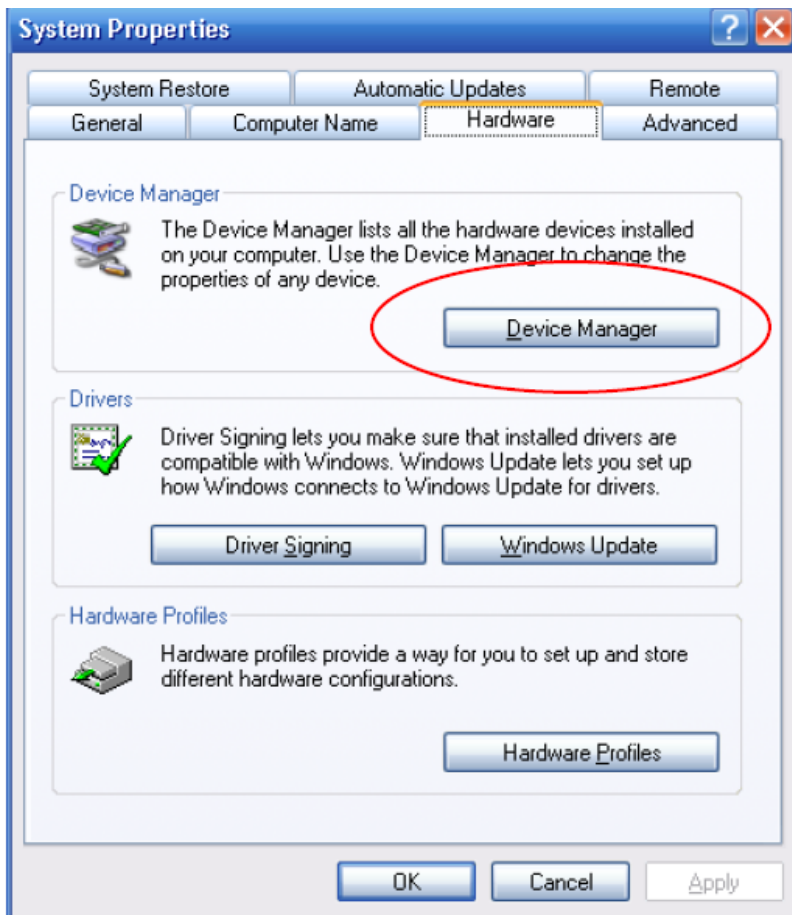 System Properties
System Restore Automatic Updates Remote
General Computer Name Hardware Advanced
Device Manager
The Device Manager lists all the hardware devices installed
on your computer. Use the Device Manager to change the
properties of any device.
Device Manager
Drivers
Driver Signing lets you make sure that installed drivers are
compatible with Windows. Windows Update lets you set up
how Windows connects to Windows Update for drivers.
Driver Signing Windows Update
Hardware Profiles
Hardware profiles provide a way for you to set up and store
different hardware configurations.
Hardware Profiles
OK Cancel Apply